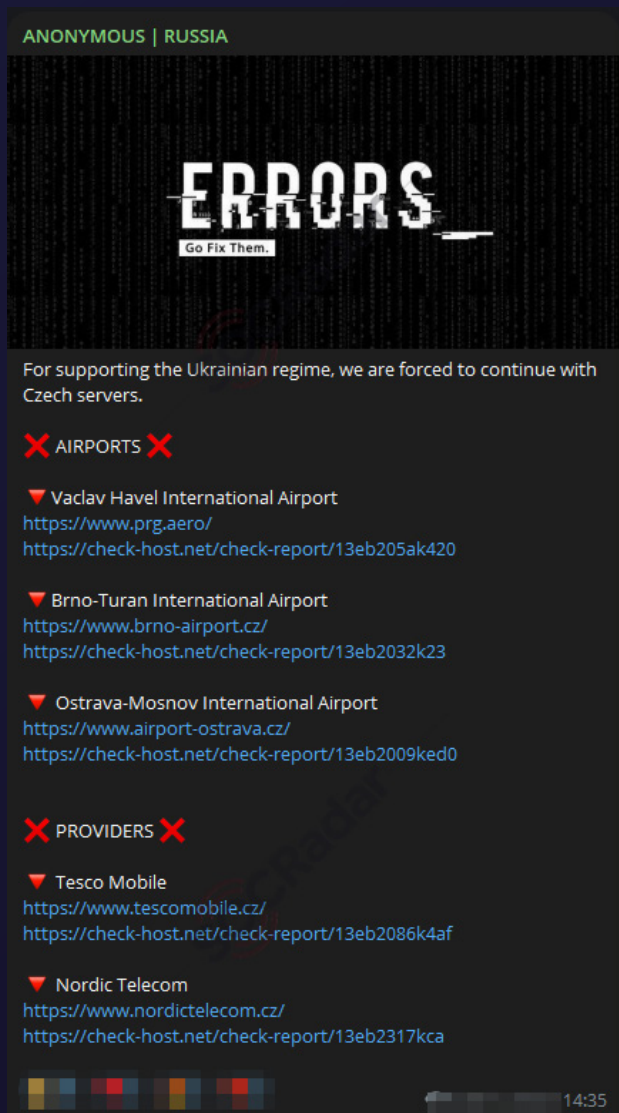 ANONYMOUS | RUSSIA
ERRORS_
Go Fix Them.
For supporting the Ukrainian regime, we are forced to continue with
Czech servers.
❌ AIRPORTS ❌
🔻Vaclav Havel International Airport
https://www.prg.aero/
https://check-host.net/check-report/13eb205ak420
🔻Brno-Turan International Airport
https://www.brno-airport.cz/
https://check-host.net/check-report/13eb2032k23
🔻 Ostrava-Mosnov International Airport
https://www.airport-ostrava.cz/
https://check-host.net/check-report/13eb2009ked0
❌ PROVIDERS ❌
🔻 Tesco Mobile
https://www.tescomobile.cz/
https://check-host.net/check-report/13eb2086k4af
🔻 Nordic Telecom
https://www.nordictelecom.cz/
https://check-host.net/check-report/13eb2317kca
14:35